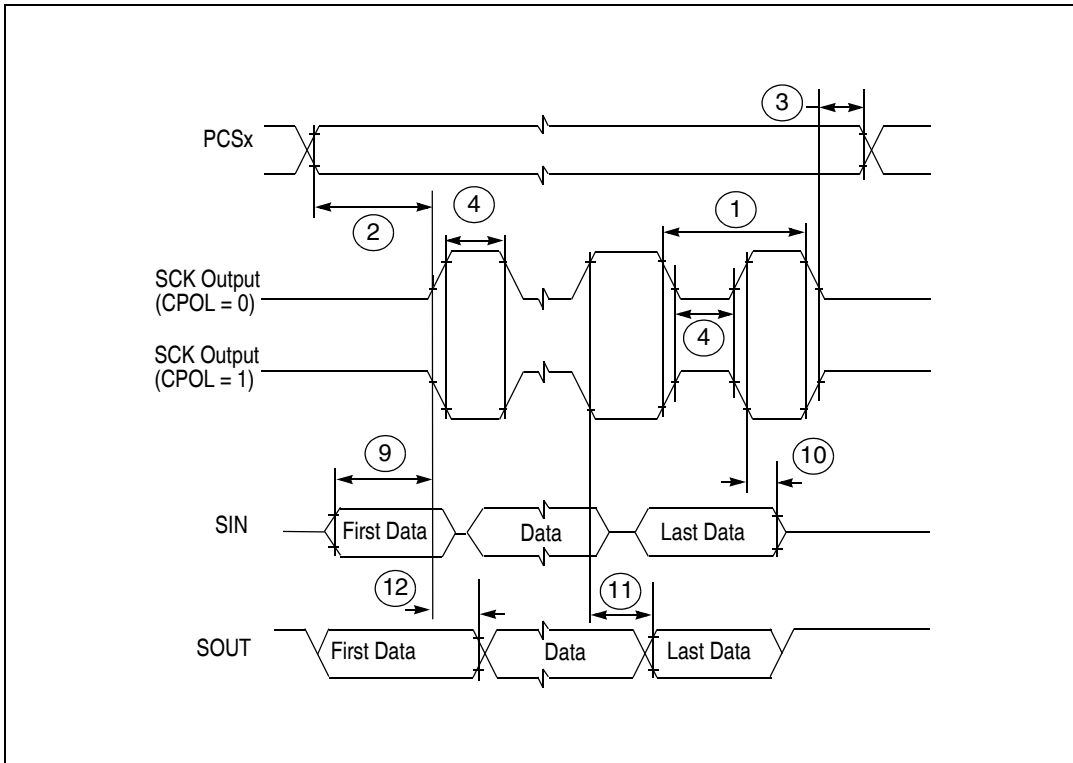 3
PCSx
2
4
1
SCK Output
(CPOL = 0)
4
SCK Output
(CPOL = 1)
9
10
SIN
First Data
Data
Last Data
12
11
SOUT
First Data
Data
Last Data